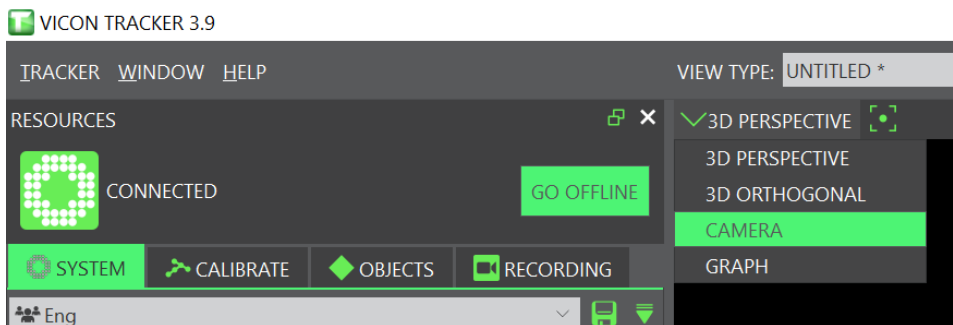 VICON TRACKER 3.9
TRACKER WINDOW HELP
VIEW TYPE: UNTITLED *
RESOURCES
3D PERSPECTIVE
CONNECTED
GO OFFLINE
3D PERSPECTIVE
3D ORTHOGONAL
CAMERA
GRAPH
SYSTEM CALIBRATE OBJECTS RECORDING
Eng